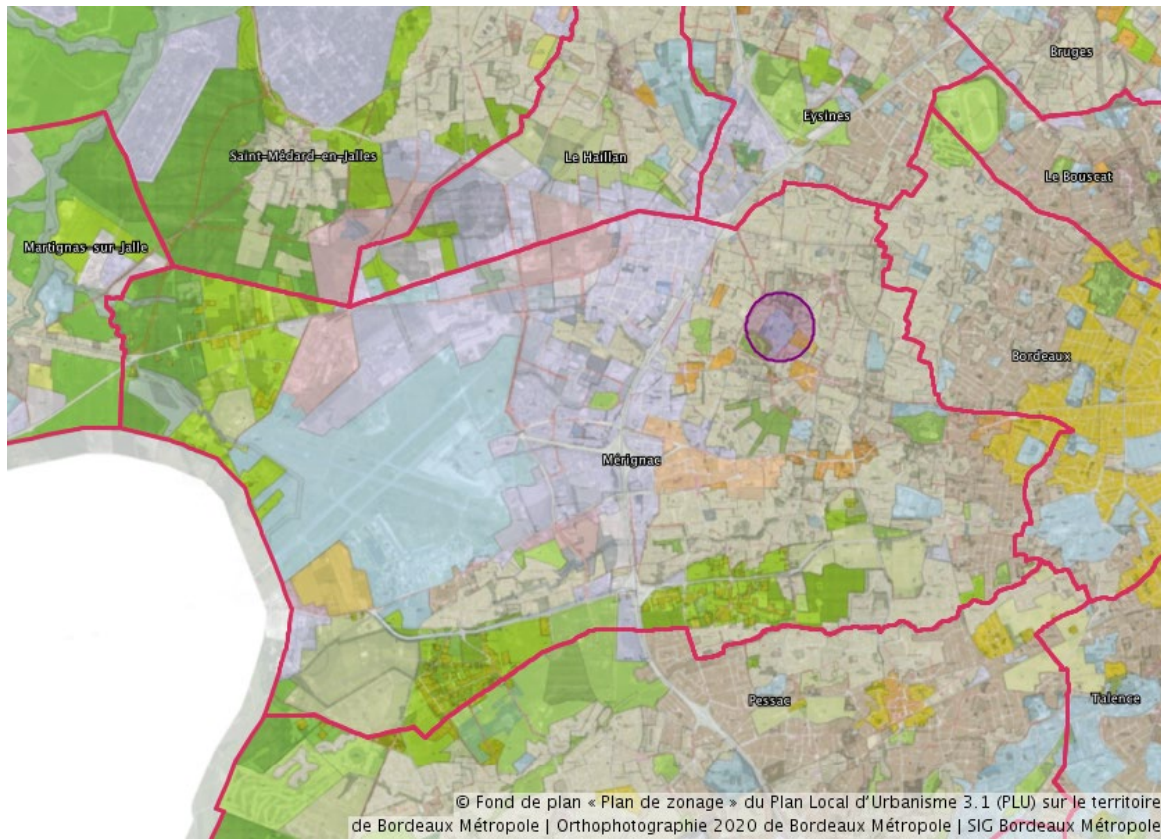 Bruges
Eysines
Saint-Médard-en-Jalles
Le Haillan
Le Bouscat
Martignas-sur-Jalle
Bordeaux
Mérignac
Pessac
Talence
© Fond de plan « Plan de zonage » du Plan Local d'Urbanisme 3.1 (PLU) sur le territoire
de Bordeaux Métropole | Orthophotographie 2020 de Bordeaux Métropole | SIG Bordeaux Métropole